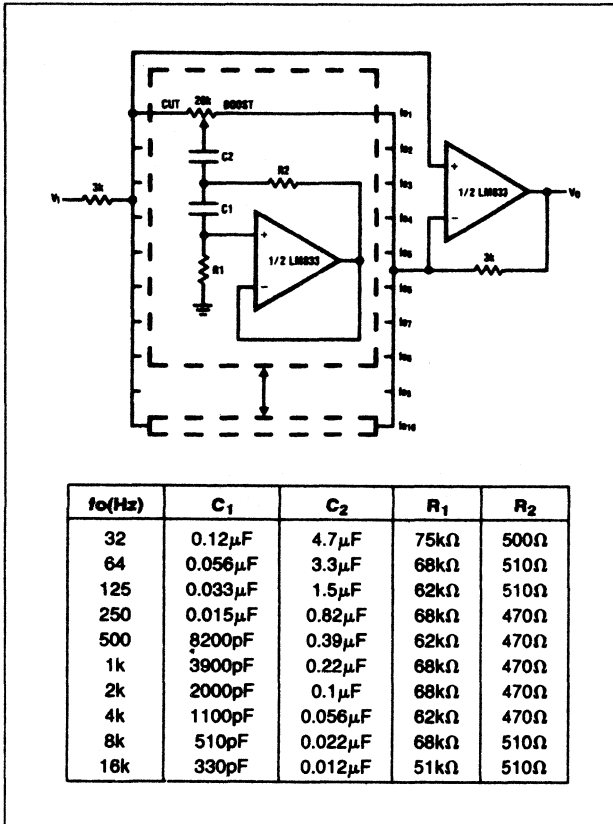 CUT 20k BOOST
fo1
fo2
C2
R2
fo3
3k
VI
C1
fo4
+
1/2 LM833
−
VO
+
1/2 LM833
−
R1
fo5
3k
fo6
fo7
fo8
fo9
fo10
fo(Hz) C1 C2 R1 R2
32 0.12μF 4.7μF 75kΩ 500Ω
64 0.056μF 3.3μF 68kΩ 510Ω
125 0.033μF 1.5μF 62kΩ 510Ω
250 0.015μF 0.82μF 68kΩ 470Ω
500 8200pF 0.39μF 62kΩ 470Ω
1k 3900pF 0.22μF 68kΩ 470Ω
2k 2000pF 0.1μF 68kΩ 470Ω
4k 1100pF 0.056μF 62kΩ 470Ω
8k 510pF 0.022μF 68kΩ 510Ω
16k 330pF 0.012μF 51kΩ 510Ω